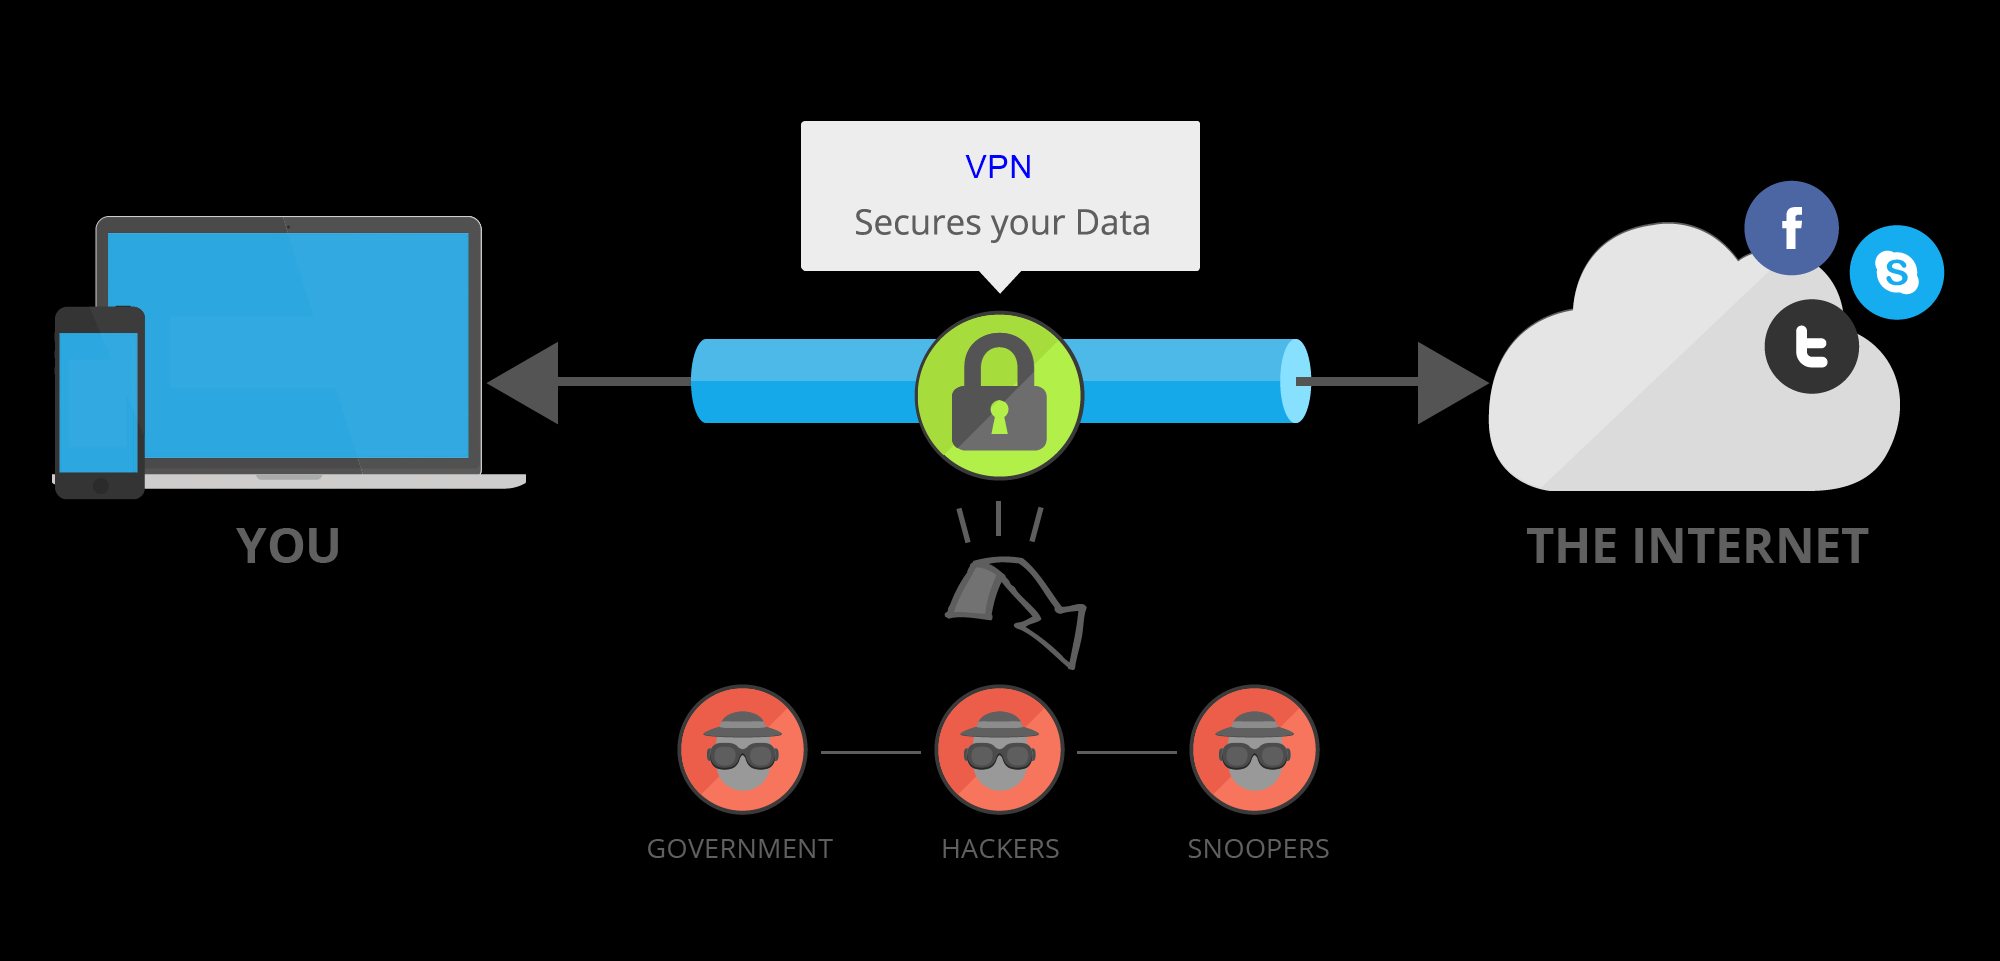 VPN
Secures your Data
YOU
THE INTERNET
GOVERNMENT
HACKERS
SNOOPERS